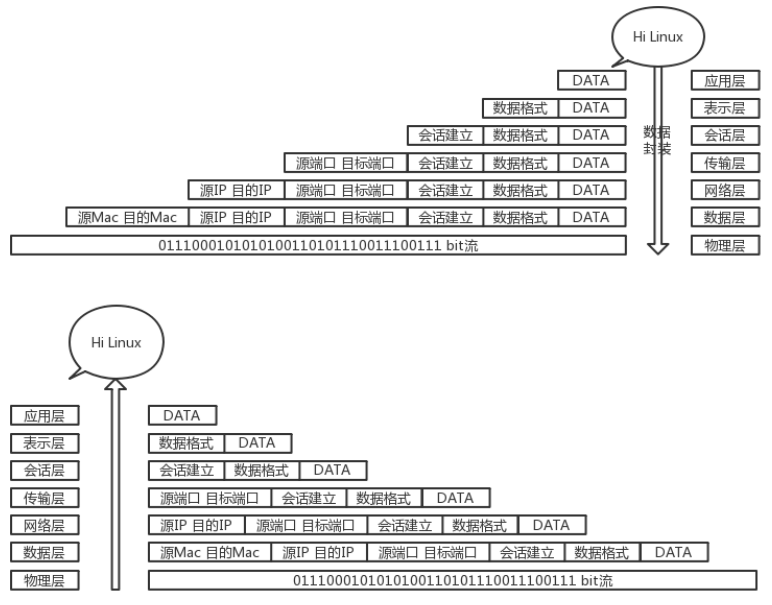 Hi Linux
DATA 应用层
数据格式 DATA 表示层
会话建立 数据格式 DATA 数据 会话层
源端口 目标端口 会话建立 数据格式 DATA 封装 传输层
源IP 目的IP 源端口 目标端口 会话建立 数据格式 DATA 网络层
源Mac 目的Mac 源IP 目的IP 源端口 目标端口 会话建立 数据格式 DATA 数据层
0111000101010100110101110011100111 bit流 物理层
Hi Linux
应用层 DATA
表示层 数据格式 DATA
会话层 会话建立 数据格式 DATA
传输层 源端口 目标端口 会话建立 数据格式 DATA
网络层 源IP 目的IP 源端口 目标端口 会话建立 数据格式 DATA
数据层 源Mac 目的Mac 源IP 目的IP 源端口 目标端口 会话建立 数据格式 DATA
物理层 0111000101010100110101110011100111 bit流